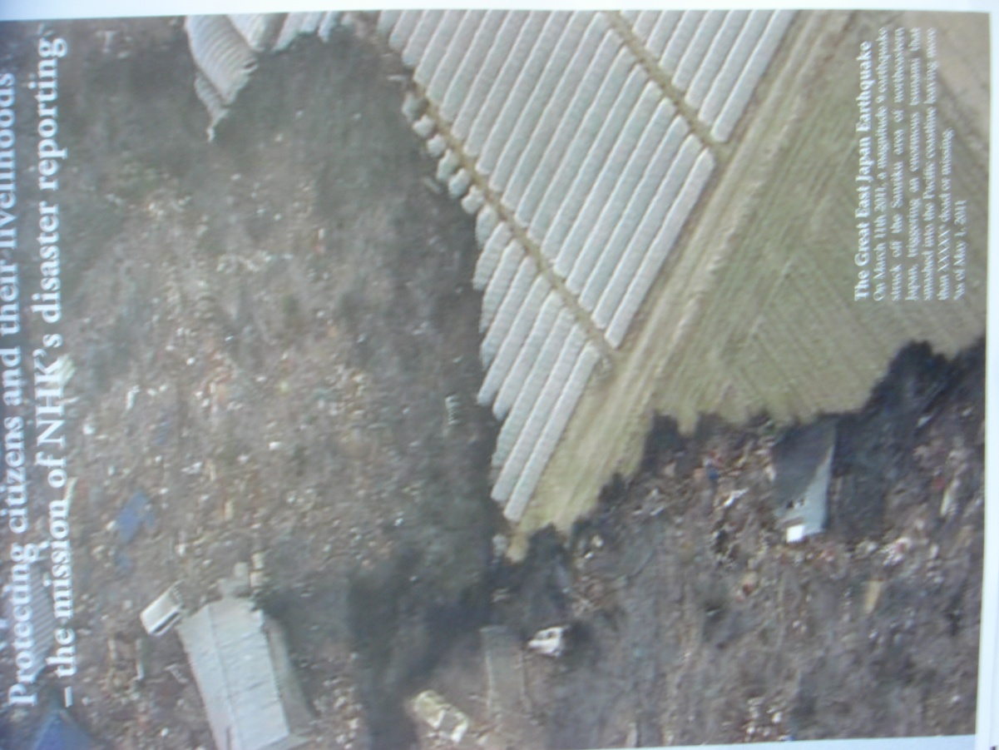 Protecting citizens and their livelihoods
– the mission of NHK's disaster reporting
The Great East Japan Earthquake
On March 11th 2011, a magnitude 9 earthquake
struck off the Sanriku area of northeastern
Japan, triggering an enormous tsunami that
smashed into the Pacific coastline leaving more
than XXXXX dead or missing.
As of May 1, 2011